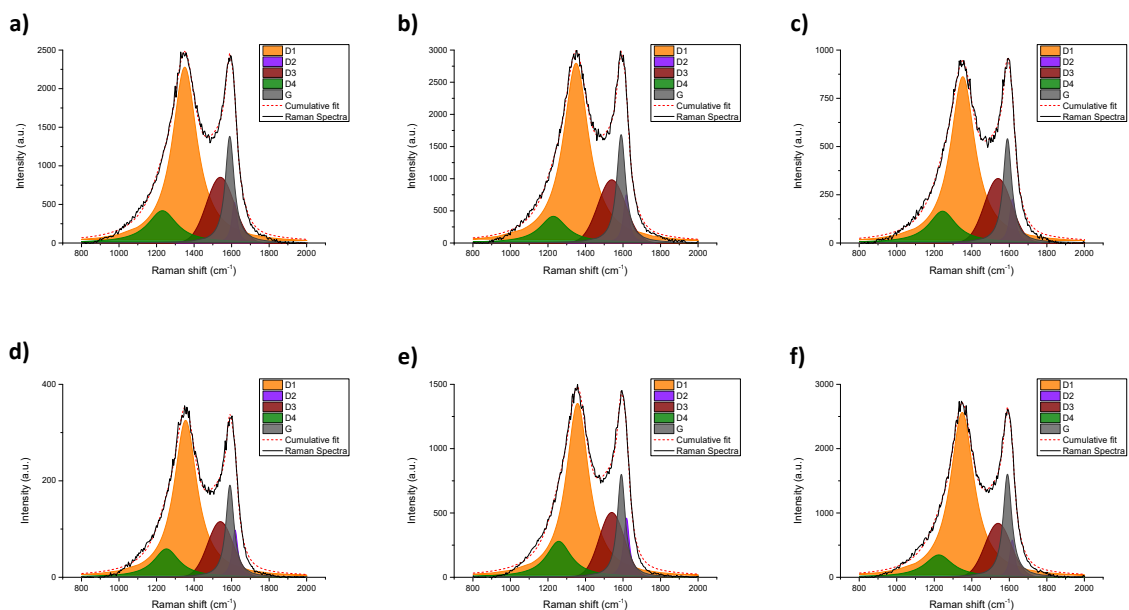 a)
2500
2000
1500
1000
500
0
800 1000 1200 1400 1600 1800 2000
Intensity (a.u.)
Raman shift (cm⁻¹)
D1
D2
D3
D4
G
Cumulative fit
Raman Spectra
b)
3000
2500
2000
1500
1000
500
0
800 1000 1200 1400 1600 1800 2000
Intensity (a.u.)
Raman shift (cm⁻¹)
D1
D2
D3
D4
G
Cumulative fit
Raman Spectra
c)
1000
750
500
250
0
800 1000 1200 1400 1600 1800 2000
Intensity (a.u.)
Raman shift (cm⁻¹)
D1
D2
D3
D4
G
Cumulative fit
Raman Spectra
d)
400
200
0
800 1000 1200 1400 1600 1800 2000
Intensity (a.u.)
Raman shift (cm⁻¹)
D1
D2
D3
D4
G
Cumulative fit
Raman Spectra
e)
1500
1000
500
0
800 1000 1200 1400 1600 1800 2000
Intensity (a.u.)
Raman shift (cm⁻¹)
D1
D2
D3
D4
G
Cumulative fit
Raman Spectra
f)
3000
2500
2000
1500
1000
500
0
800 1000 1200 1400 1600 1800 2000
Intensity (a.u.)
Raman shift (cm⁻¹)
D1
D2
D3
D4
G
Cumulative fit
Raman Spectra